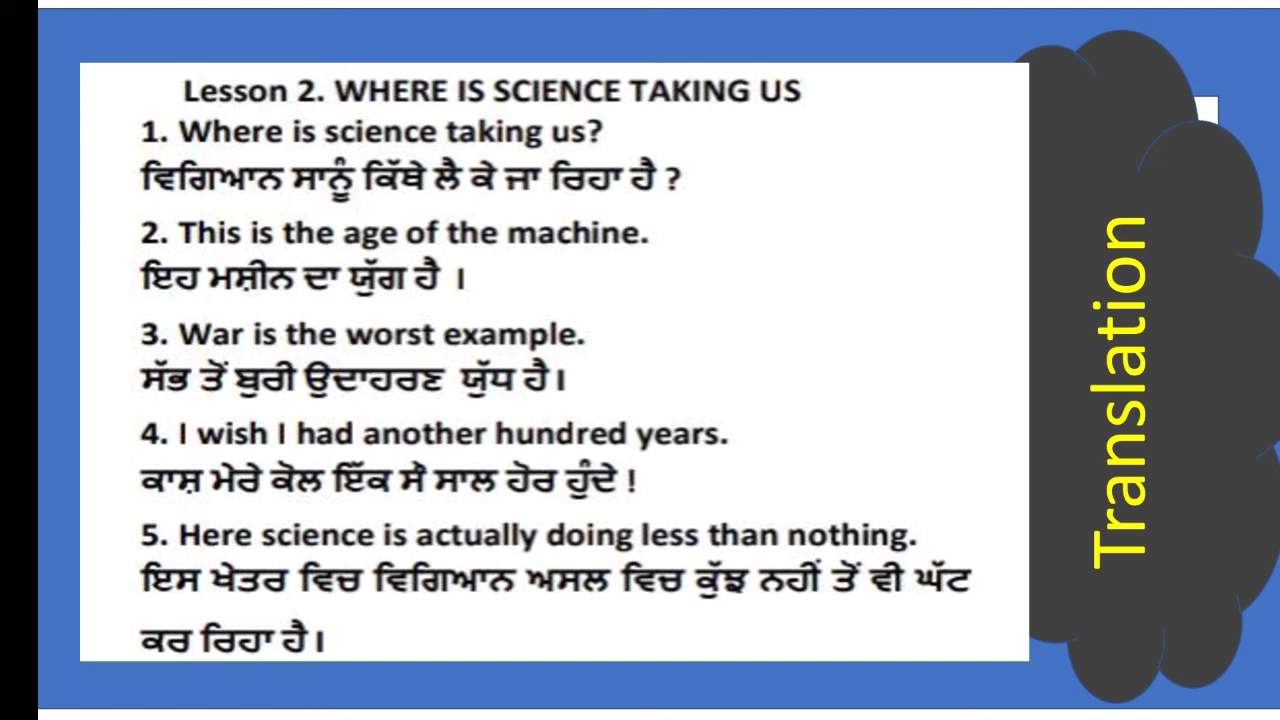 Lesson 2. WHERE IS SCIENCE TAKING US
1. Where is science taking us?
ਵਿਗਿਆਨ ਸਾਨੂੰ ਕਿੱਥੇ ਲੈ ਕੇ ਜਾ ਰਿਹਾ ਹੈ ?
2. This is the age of the machine.
ਇਹ ਮਸ਼ੀਨ ਦਾ ਯੁੱਗ ਹੈ ।
3. War is the worst example.
ਸੱਭ ਤੋਂ ਬੁਰੀ ਉਦਾਹਰਣ ਯੁੱਧ ਹੈ।
4. I wish I had another hundred years.
ਕਾਸ਼ ਮੇਰੇ ਕੋਲ ਇੱਕ ਸੌ ਸਾਲ ਹੋਰ ਹੁੰਦੇ !
5. Here science is actually doing less than nothing.
ਇਸ ਖੇਤਰ ਵਿਚ ਵਿਗਿਆਨ ਅਸਲ ਵਿਚ ਕੁੱਝ ਨਹੀਂ ਤੋਂ ਵੀ ਘੱਟ
ਕਰ ਰਿਹਾ ਹੈ।
Translation